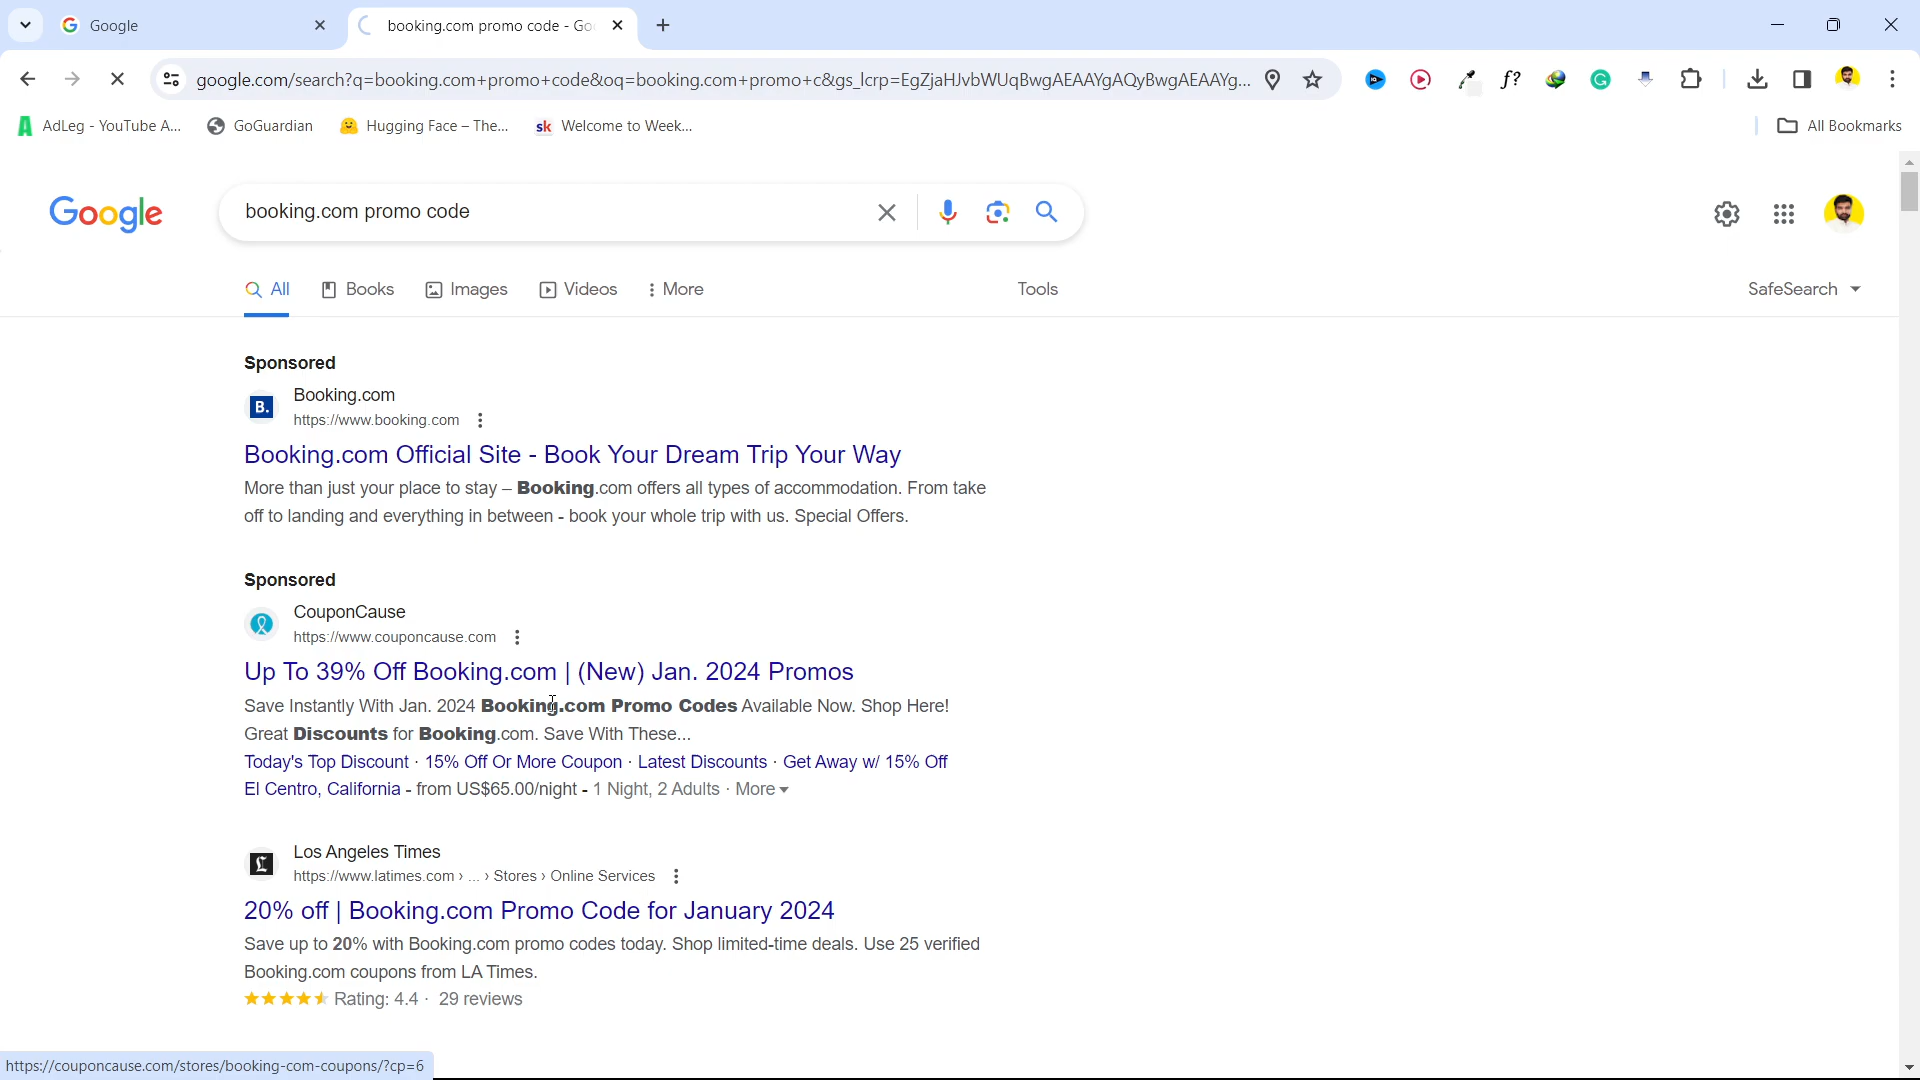 Google
booking.com promo code - Goo
google.com/search?q=booking.com+promo+code&oq=booking.com+promo+c&gs_lcrp=EgZjaHJvbWUqBwgAEAAYgAQyBwgAEAAYg...
AdLeg - YouTube A...
GoGuardian
Hugging Face – The...
Welcome to Week...
All Bookmarks
Google
booking.com promo code
All
Books
Images
Videos
More
Tools
SafeSearch
Sponsored
Booking.com
https://www.booking.com
Booking.com Official Site - Book Your Dream Trip Your Way
More than just your place to stay – Booking.com offers all types of accommodation. From take
off to landing and everything in between - book your whole trip with us. Special Offers.
Sponsored
CouponCause
https://www.couponcause.com
Up To 39% Off Booking.com | (New) Jan. 2024 Promos
Save Instantly With Jan. 2024 Booking.com Promo Codes Available Now. Shop Here!
Great Discounts for Booking.com. Save With These...
Today's Top Discount · 15% Off Or More Coupon · Latest Discounts · Get Away w/ 15% Off
El Centro, California - from US$65.00/night - 1 Night, 2 Adults · More
Los Angeles Times
https://www.latimes.com › ... › Stores › Online Services
20% off | Booking.com Promo Code for January 2024
Save up to 20% with Booking.com promo codes today. Shop limited-time deals. Use 25 verified
Booking.com coupons from LA Times.
Rating: 4.4 · 29 reviews
https://couponcause.com/stores/booking-com-coupons/?cp=6